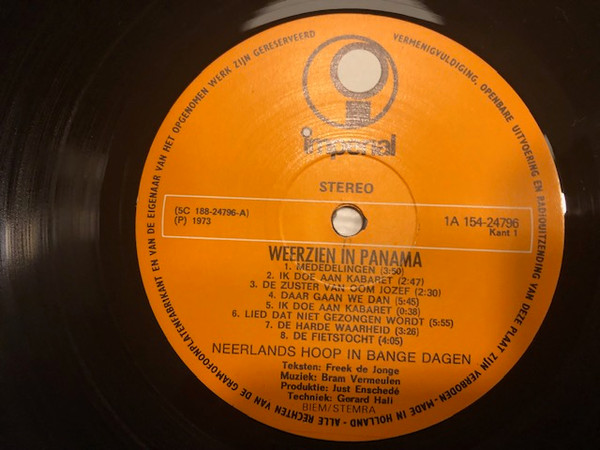 imperial
STEREO
(5C 188-24796-A)
(P) 1973
1A 154-24796
Kant 1
WEERZIEN IN PANAMA
1. MEDEDELINGEN (3:50)
2. IK DOE AAN KABARET (2:47)
3. DE ZUSTER VAN OOM JOZEF (2:30)
4. DAAR GAAN WE DAN (5:45)
5. IK DOE AAN KABARET (0:38)
6. LIED DAT NIET GEZONGEN WORDT (5:55)
7. DE HARDE WAARHEID (3:26)
8. DE FIETSTOCHT (4:05)
NEERLANDS HOOP IN BANGE DAGEN
Teksten: Freek de Jonge
Muziek: Bram Vermeulen
Produktie: Just Enschedé
Techniek: Gerard Hali
BIEM/STEMRA
ALLE RECHTEN VAN DE GRAMOFOONPLATENFABRIKANT EN VAN DE EIGENAAR VAN HET OPGENOMEN WERK ZIJN GERESERVEERD
VERMENIGVULDIGING, OPENBARE UITVOERING EN RADIOUITZENDING VAN DEZE PLAAT ZIJN VERBODEN - MADE IN HOLLAND -